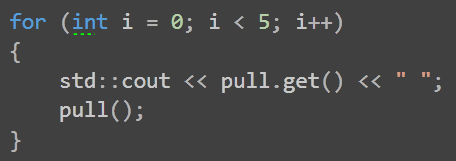 for (int i = 0; i < 5; i++)
{
    std::cout << pull.get() << " ";
    pull();
}